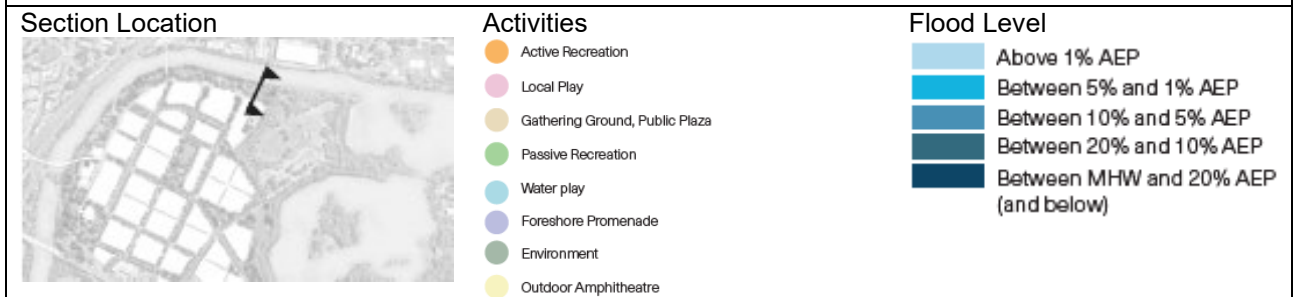 Section Location
Activities
Active Recreation
Local Play
Gathering Ground, Public Plaza
Passive Recreation
Water play
Foreshore Promenade
Environment
Outdoor Amphitheatre
Flood Level
Above 1% AEP
Between 5% and 1% AEP
Between 10% and 5% AEP
Between 20% and 10% AEP
Between MHW and 20% AEP
(and below)